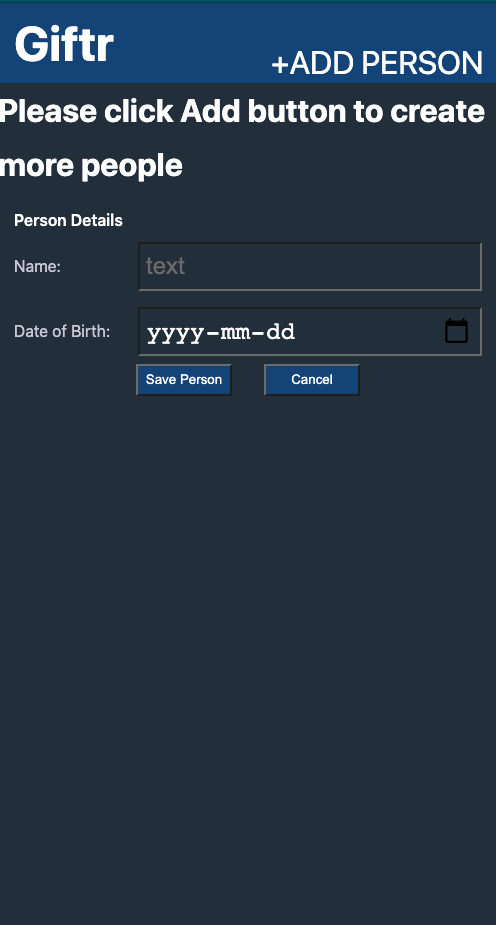 Giftr
+ADD PERSON
Please click Add button to create
more people
Person Details
Name:
text
Date of Birth:
yyyy-mm-dd
Save Person
Cancel